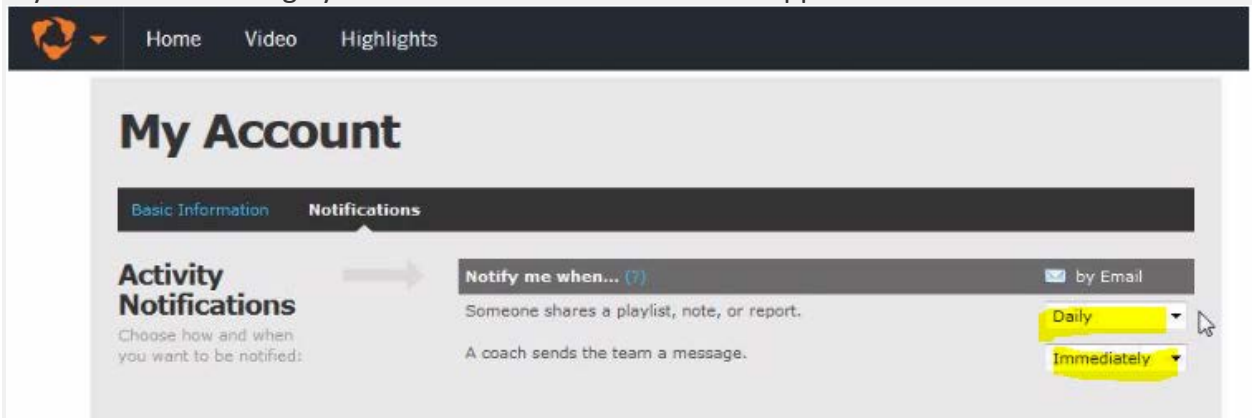 Home Video Highlights
My Account
Basic Information Notifications
Activity
Notifications
Choose how and when
you want to be notified:
Notify me when... (?) by Email
Someone shares a playlist, note, or report. Daily
A coach sends the team a message. Immediately